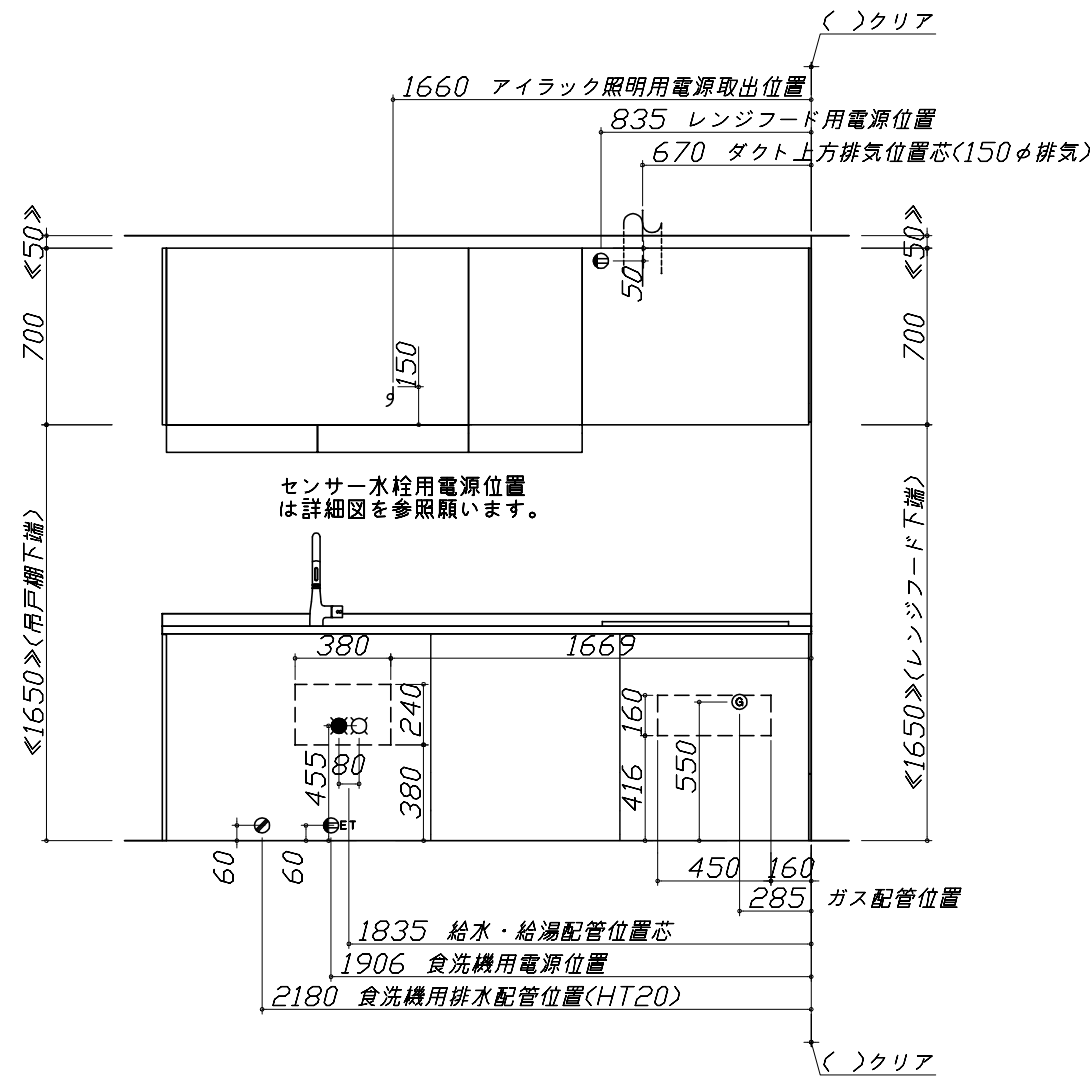 ( )クリア
1660 アイラック照明用電源取出位置
835 レンジフード用電源位置
670 ダクト上方排気位置芯(150φ排気)
≪50≫
≪50≫
50
700
700
150
センサー水栓用電源位置
は詳細図を参照願います。
≪1650≫(吊戸棚下端)
≪1650≫(レンジフード下端)
380
1669
240
160
G
455
80
380
416
550
ET
60
60
450
160
285 ガス配管位置
1835 給水・給湯配管位置芯
1906 食洗機用電源位置
2180 食洗機用排水配管位置(HT20)
( )クリア